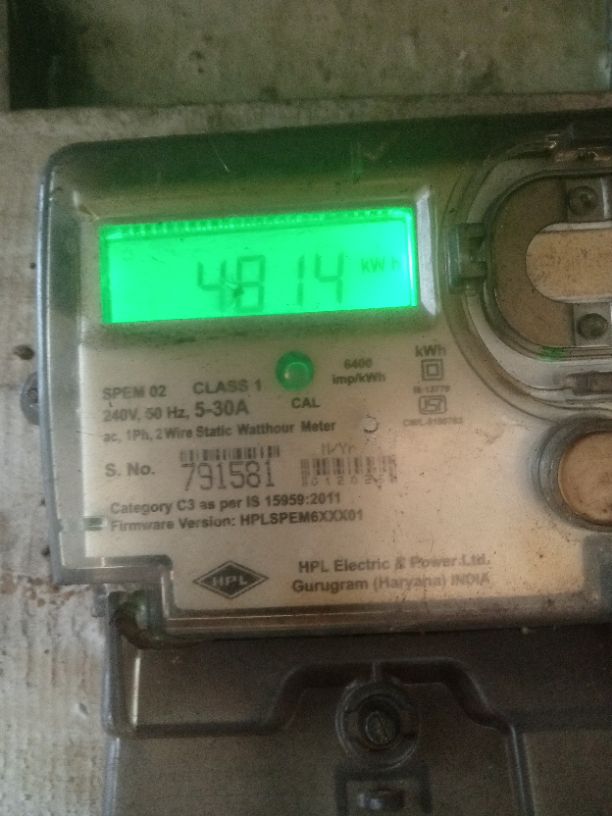 4814 kWh
SPEM 02 CLASS 1
240V, 50 Hz, 5-30A
CAL
6400
imp/kWh
kWh
IS-13779
ac, 1Ph, 2 Wire Static Watthour Meter
S. No. 791581
Category C3 as per IS 15959:2011
Firmware Version: HPLSPEM6XXX01
HPL
HPL Electric & Power Ltd.
Gurugram (Haryana) INDIA